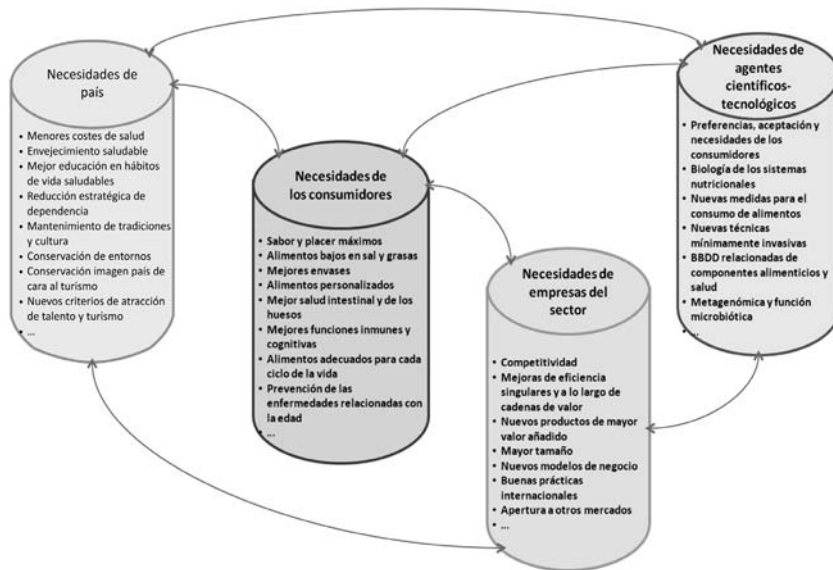 Necesidades de
país
• Menores costes de salud
• Envejecimiento saludable
• Mejor educación en hábitos
de vida saludables
• Reducción estratégica de
dependencia
• Mantenimiento de tradiciones
y cultura
• Conservación de entornos
• Conservación imagen país de
cara al turismo
• Nuevos criterios de atracción
de talento y turismo
• ...
Necesidades de
los consumidores
• Sabor y placer máximos
• Alimentos bajos en sal y grasas
• Mejores envases
• Alimentos personalizados
• Mejor salud intestinal y de los
huesos
• Mejores funciones inmunes y
cognitivas
• Alimentos adecuados para cada
ciclo de la vida
• Prevención de las
enfermedades relacionadas con
la edad
• ...
Necesidades de
empresas del
sector
• Competitividad
• Mejoras de eficiencia
singulares y a lo largo de
cadenas de valor
• Nuevos productos de mayor
valor añadido
• Mayor tamaño
• Nuevos modelos de negocio
• Buenas prácticas
internacionales
• Apertura a otros mercados
• ...
Necesidades de
agentes
científicos-
tecnológicos
• Preferencias, aceptación y
necesidades de los
consumidores
• Biología de los sistemas
nutricionales
• Nuevas medidas para el
consumo de alimentos
• Nuevas técnicas
mínimamente invasivas
• BBDD relacionadas de
componentes alimenticios y
salud
• Metagenómica y función
microbiótica
• ...